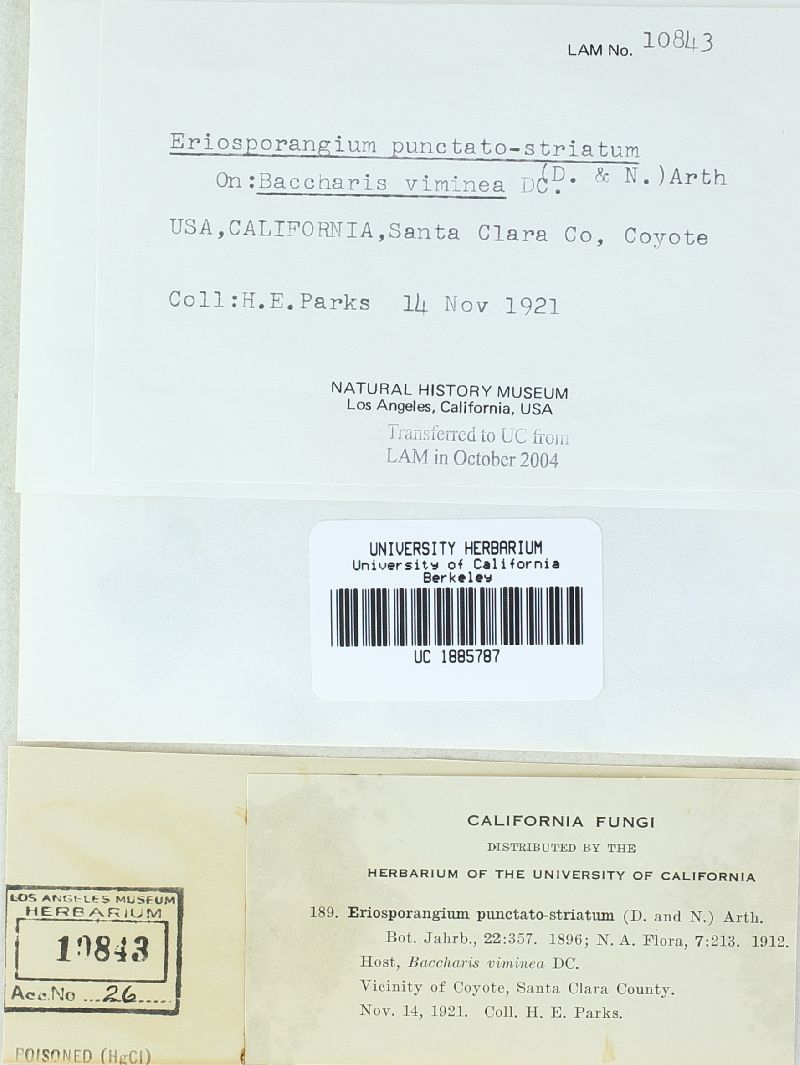 LAM No. 10843
Eriosporangium punctato-striatum
On:Baccharis viminea DC. (D. & N.)Arth
USA,CALIFORNIA,Santa Clara Co, Coyote
Coll:H.E.Parks 14 Nov 1921
NATURAL HISTORY MUSEUM
Los Angeles, California, USA
Transferred to UC from
LAM in October 2004
UNIVERSITY HERBARIUM
University of California
Berkeley
UC 1885787
CALIFORNIA FUNGI
DISTRIBUTED BY THE
HERBARIUM OF THE UNIVERSITY OF CALIFORNIA
189. Eriosporangium punctato-striatum (D. and N.) Arth.
Bot. Jahrb., 22:357. 1896; N. A. Flora, 7:213. 1912.
Host, Baccharis viminea DC.
Vicinity of Coyote, Santa Clara County.
Nov. 14, 1921. Coll. H. E. Parks.
LOS ANGELES MUSEUM
HERBARIUM
10843
Acc.No ...26.....
POISONED (HgCl)